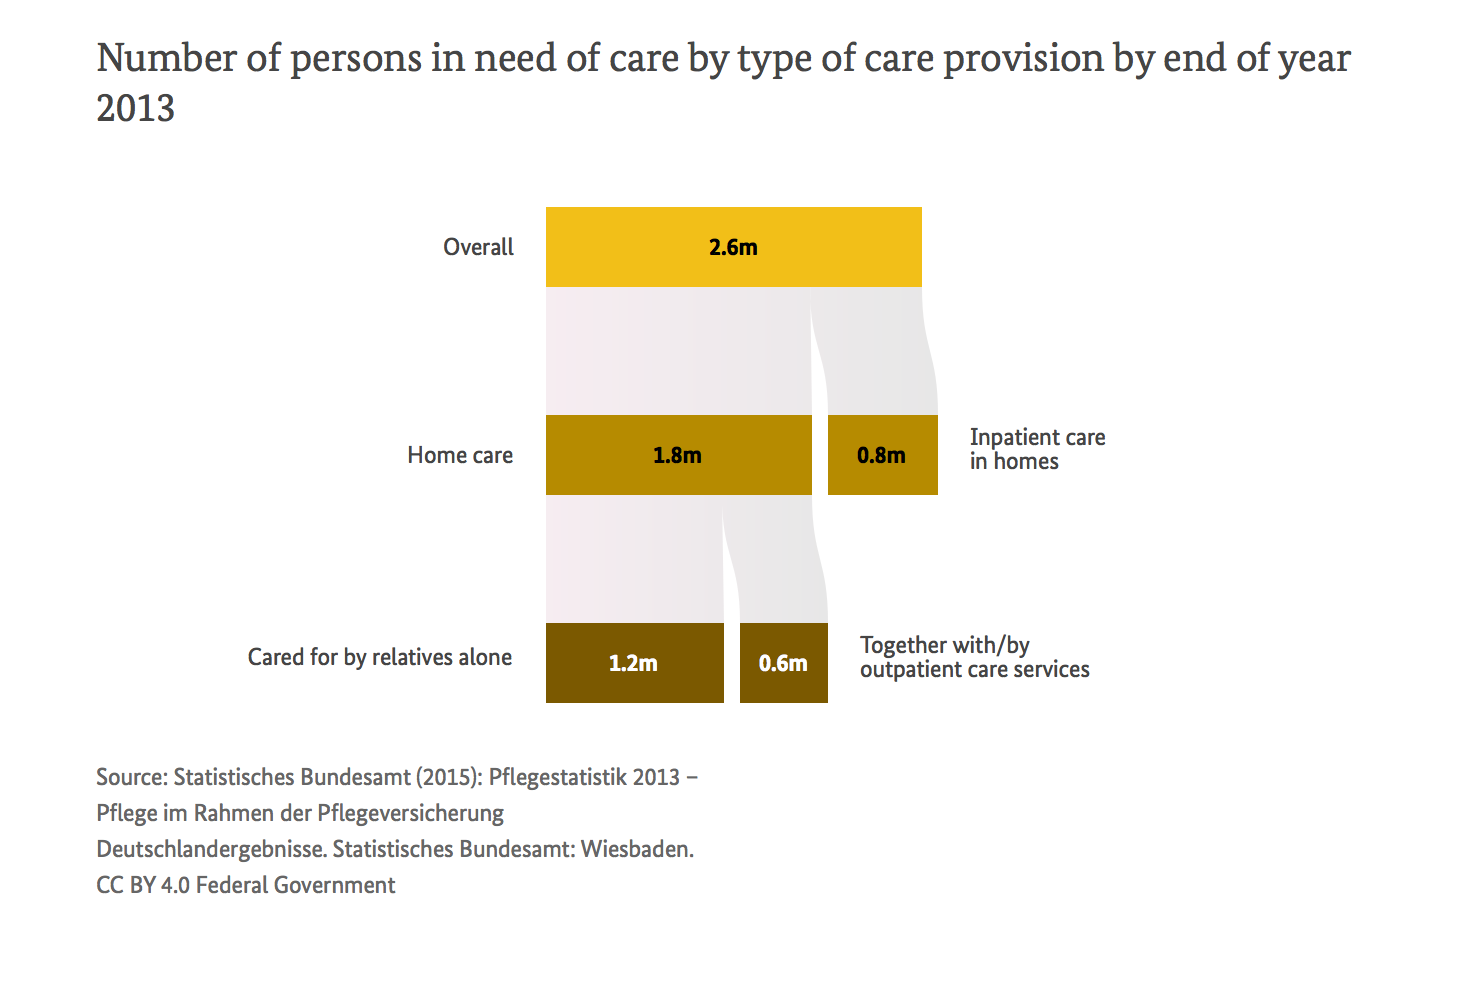 Number of persons in need of care by type of care provision by end of year
2013
Overall
2.6m
Home care
1.8m
0.8m
Inpatient care
in homes
Cared for by relatives alone
1.2m
0.6m
Together with/by
outpatient care services
Source: Statistisches Bundesamt (2015): Pflegestatistik 2013 –
Pflege im Rahmen der Pflegeversicherung
Deutschlandergebnisse. Statistisches Bundesamt: Wiesbaden.
CC BY 4.0 Federal Government